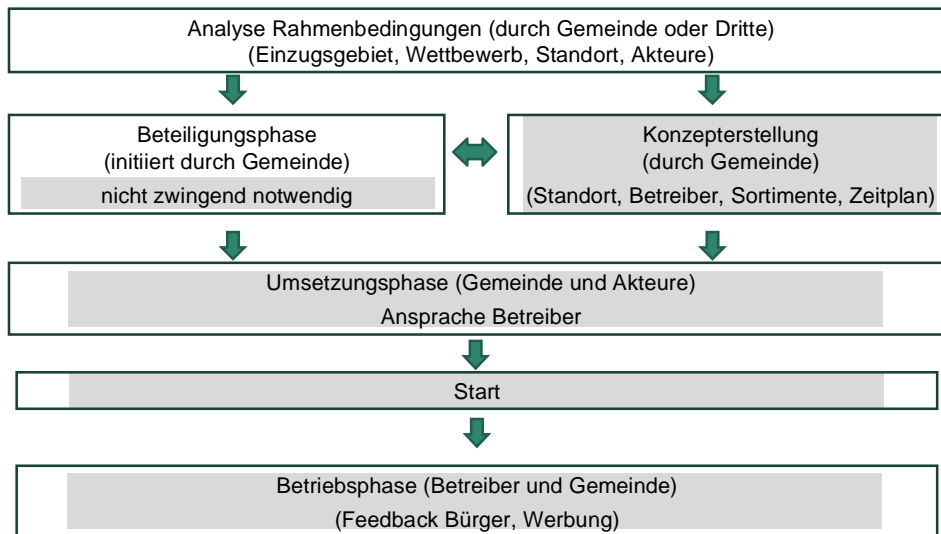 Analyse Rahmenbedingungen (durch Gemeinde oder Dritte)
(Einzugsgebiet, Wettbewerb, Standort, Akteure)
Beteiligungsphase
(initiiert durch Gemeinde)
nicht zwingend notwendig
Konzepterstellung
(durch Gemeinde)
(Standort, Betreiber, Sortimente, Zeitplan)
Umsetzungsphase (Gemeinde und Akteure)
Ansprache Betreiber
Start
Betriebsphase (Betreiber und Gemeinde)
(Feedback Bürger, Werbung)